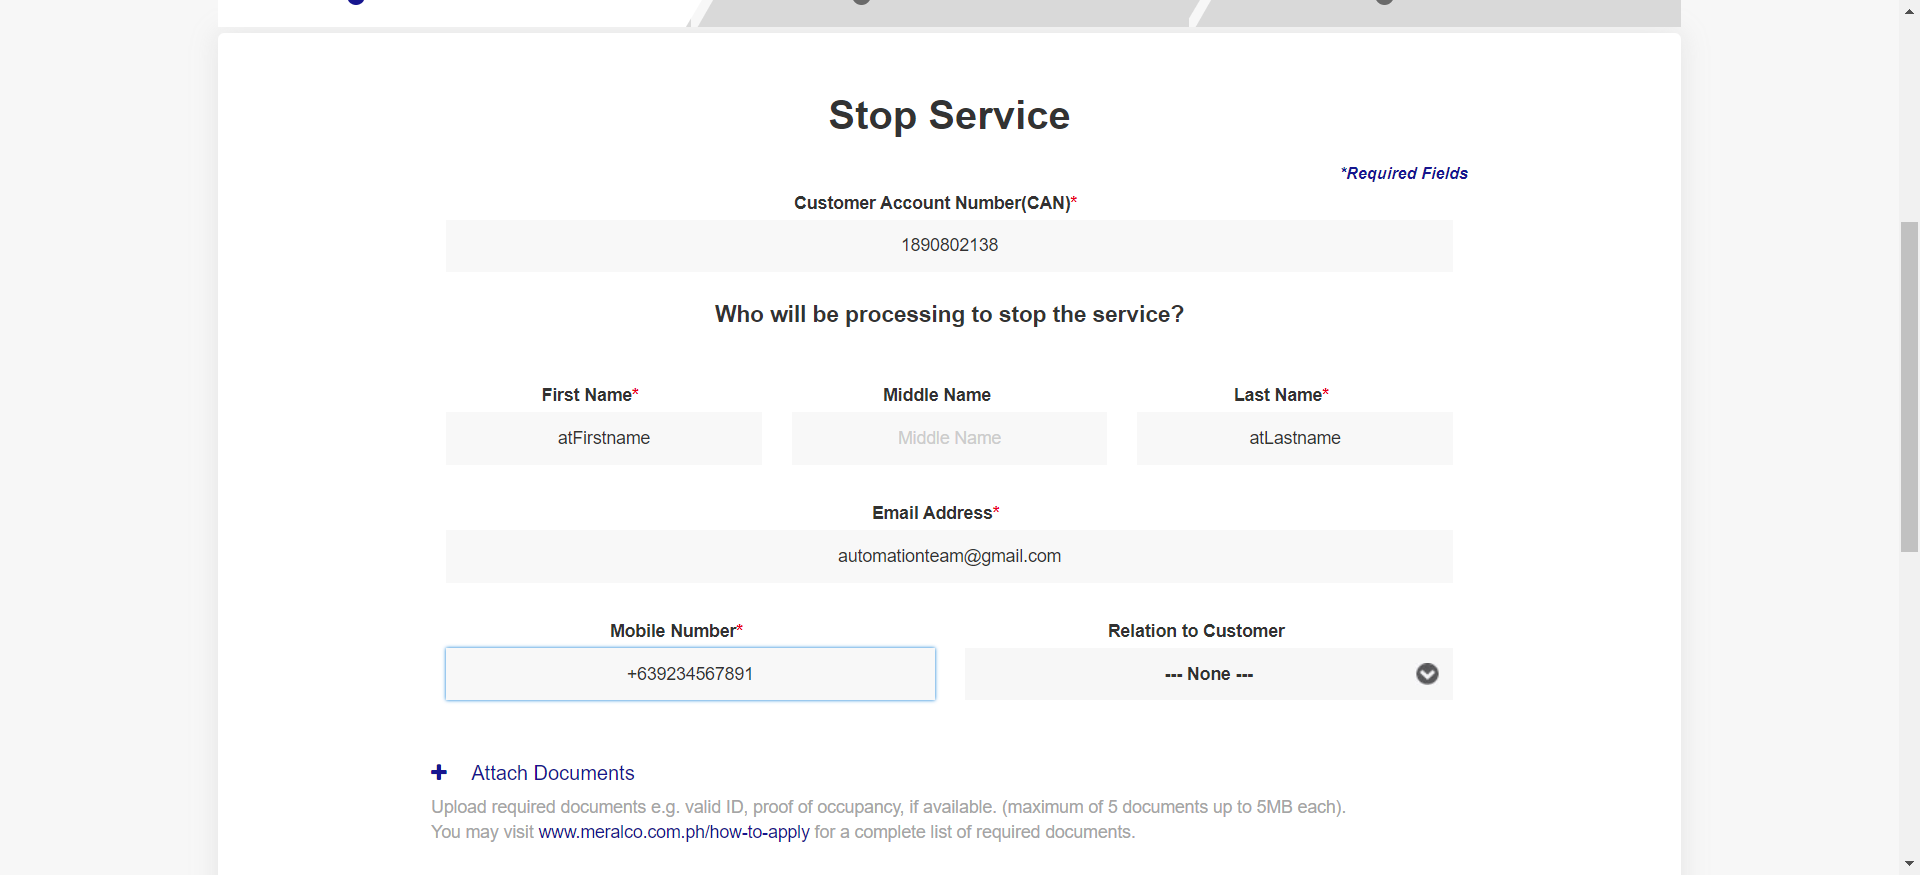 Stop Service
*Required Fields
Customer Account Number(CAN)*
1890802138
Who will be processing to stop the service?
First Name*
Middle Name
Last Name*
atFirstname
Middle Name
atLastname
Email Address*
automationteam@gmail.com
Mobile Number*
Relation to Customer
+639234567891
--- None ---
Attach Documents
Upload required documents e.g. valid ID, proof of occupancy, if available. (maximum of 5 documents up to 5MB each).
You may visit www.meralco.com.ph/how-to-apply for a complete list of required documents.